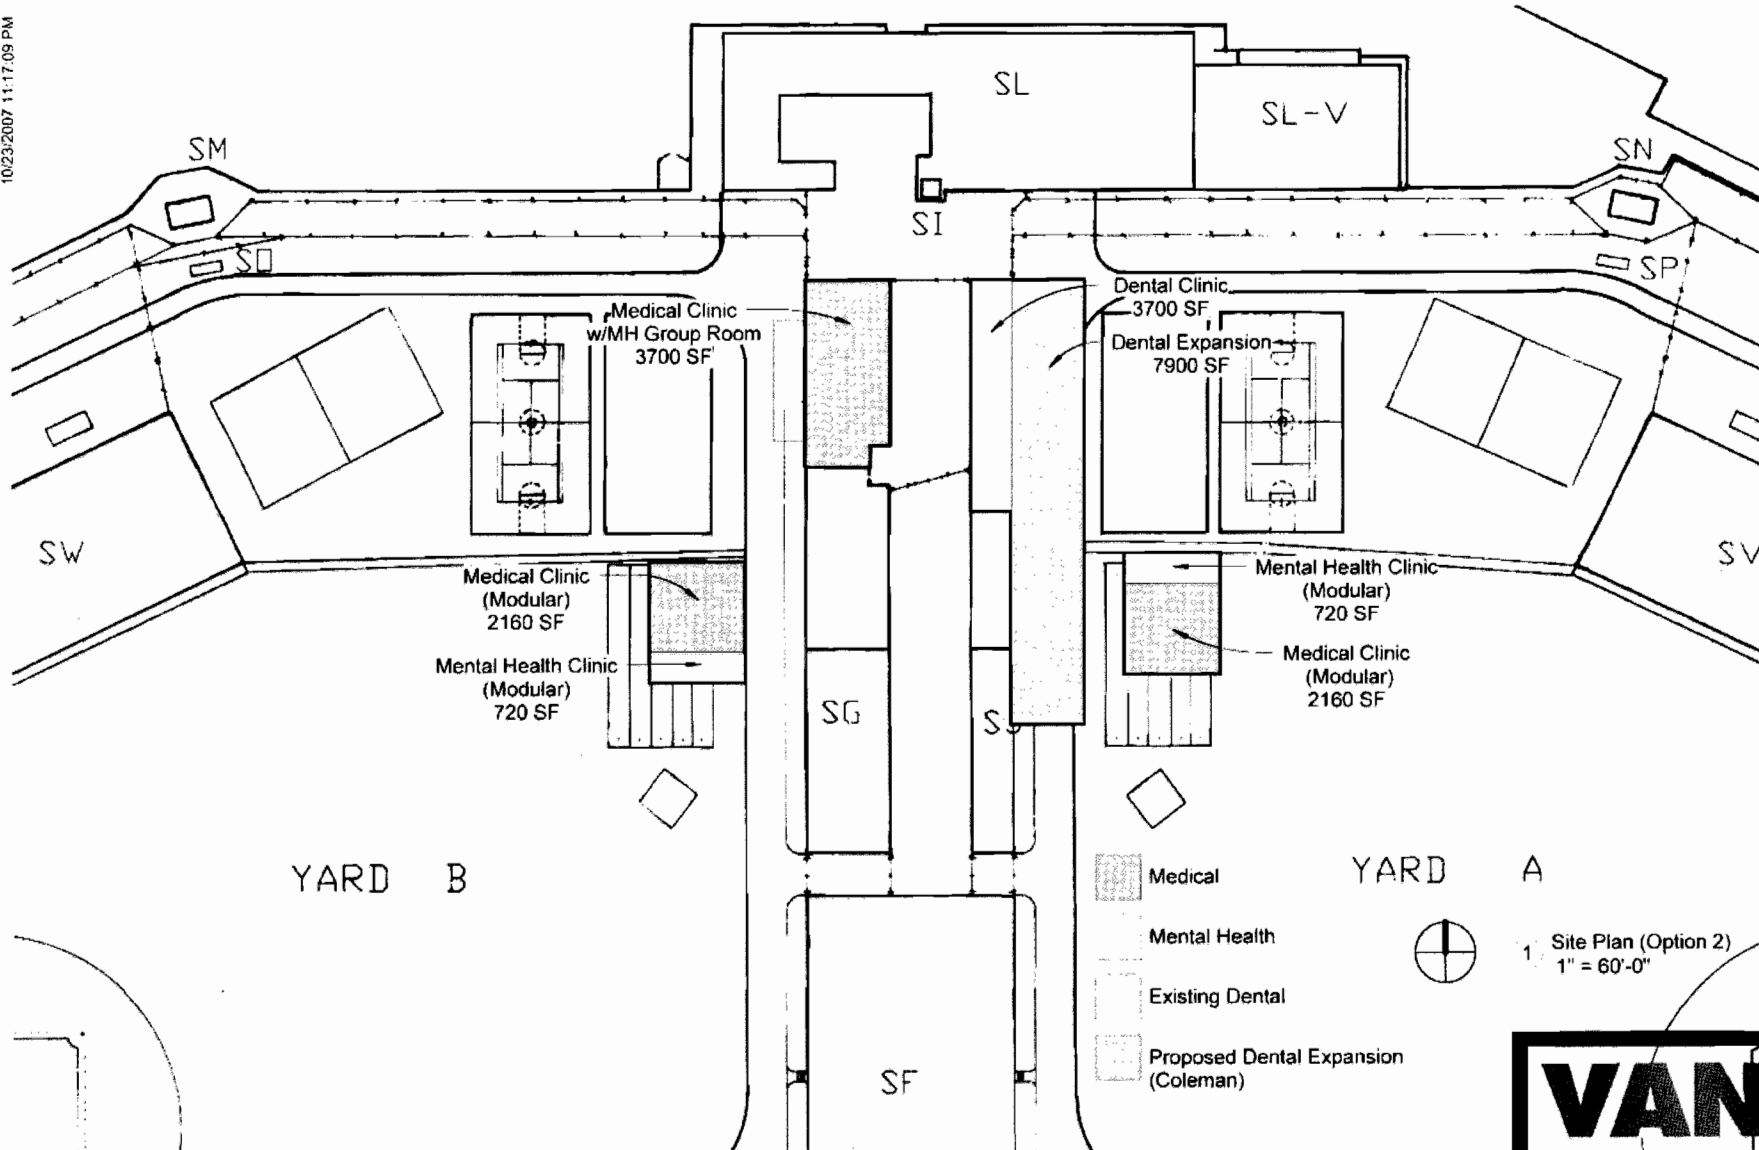 10/23/2007 11:17:09 PM
SL
SL-V
SM
SN
SI
SP
Medical Clinic
w/MH Group Room
3700 SF
Dental Clinic
3700 SF
Dental Expansion
7900 SF
SW
SV
Medical Clinic
(Modular)
2160 SF
Mental Health Clinic
(Modular)
720 SF
Mental Health Clinic
(Modular)
720 SF
Medical Clinic
(Modular)
2160 SF
SG
YARD B
YARD A
Medical
Mental Health
Existing Dental
Proposed Dental Expansion
(Coleman)
1 Site Plan (Option 2)
1" = 60'-0"
SF
VAN